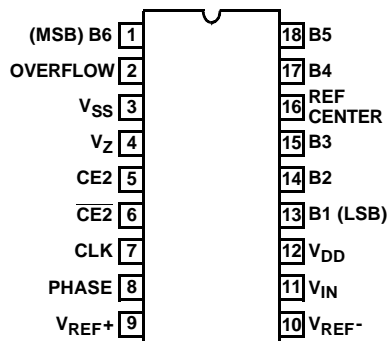 (MSB) B6 1
OVERFLOW 2
VSS 3
VZ 4
CE2 5
C̅E̅2̅ 6
CLK 7
PHASE 8
VREF+ 9
18 B5
17 B4
16 REF
CENTER
15 B3
14 B2
13 B1 (LSB)
12 VDD
11 VIN
10 VREF-